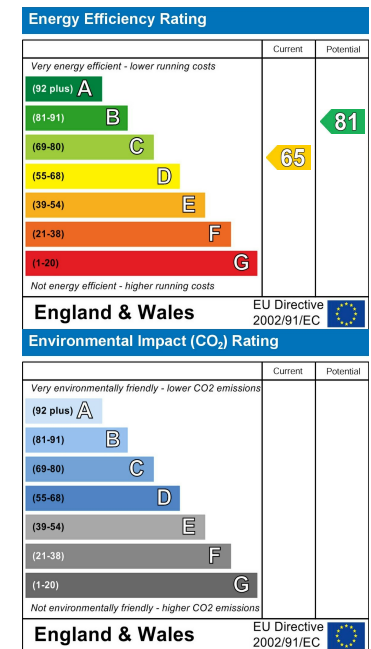 Energy Efficiency Rating
Current Potential
Very energy efficient - lower running costs
(92 plus) A
(81-91) B
81
(69-80) C
65
(55-68) D
(39-54) E
(21-38) F
(1-20) G
Not energy efficient - higher running costs
England & Wales
EU Directive
2002/91/EC
Environmental Impact (CO₂) Rating
Current Potential
Very environmentally friendly - lower CO2 emissions
(92 plus) A
(81-91) B
(69-80) C
(55-68) D
(39-54) E
(21-38) F
(1-20) G
Not environmentally friendly - higher CO2 emissions
England & Wales
EU Directive
2002/91/EC